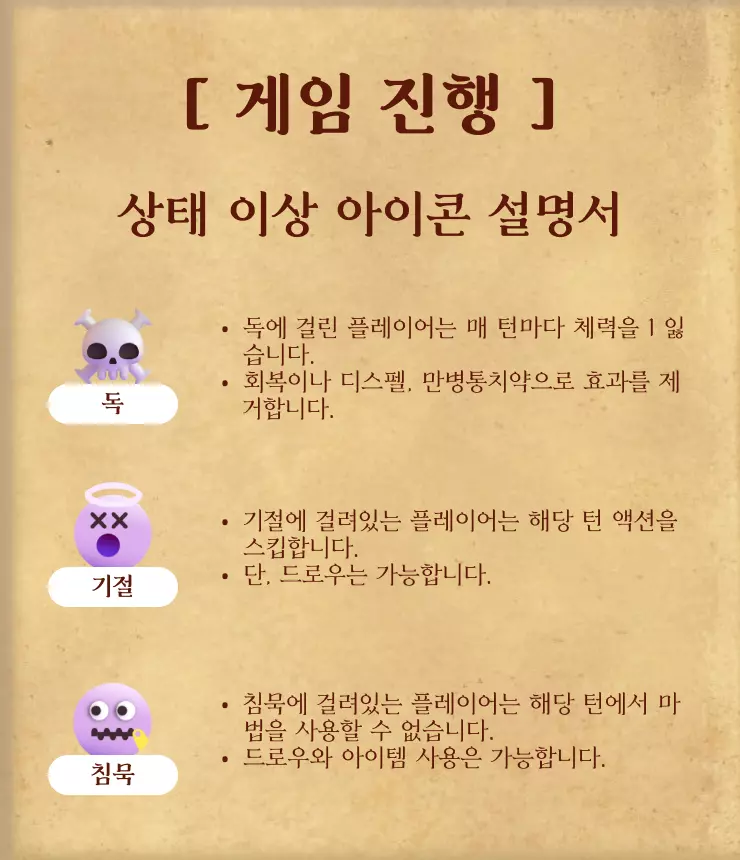 [ 게임 진행 ]
상태 이상 아이콘 설명서
• 독에 걸린 플레이어는 매 턴마다 체력을 1 잃
습니다.
• 회복이나 디스펠, 만병통치약으로 효과를 제
거합니다.
독
• 기절에 걸려있는 플레이어는 해당 턴 액션을
스킵합니다.
• 단, 드로우는 가능합니다.
기절
• 침묵에 걸려있는 플레이어는 해당 턴에서 마
법을 사용할 수 없습니다.
• 드로우와 아이템 사용은 가능합니다.
침묵